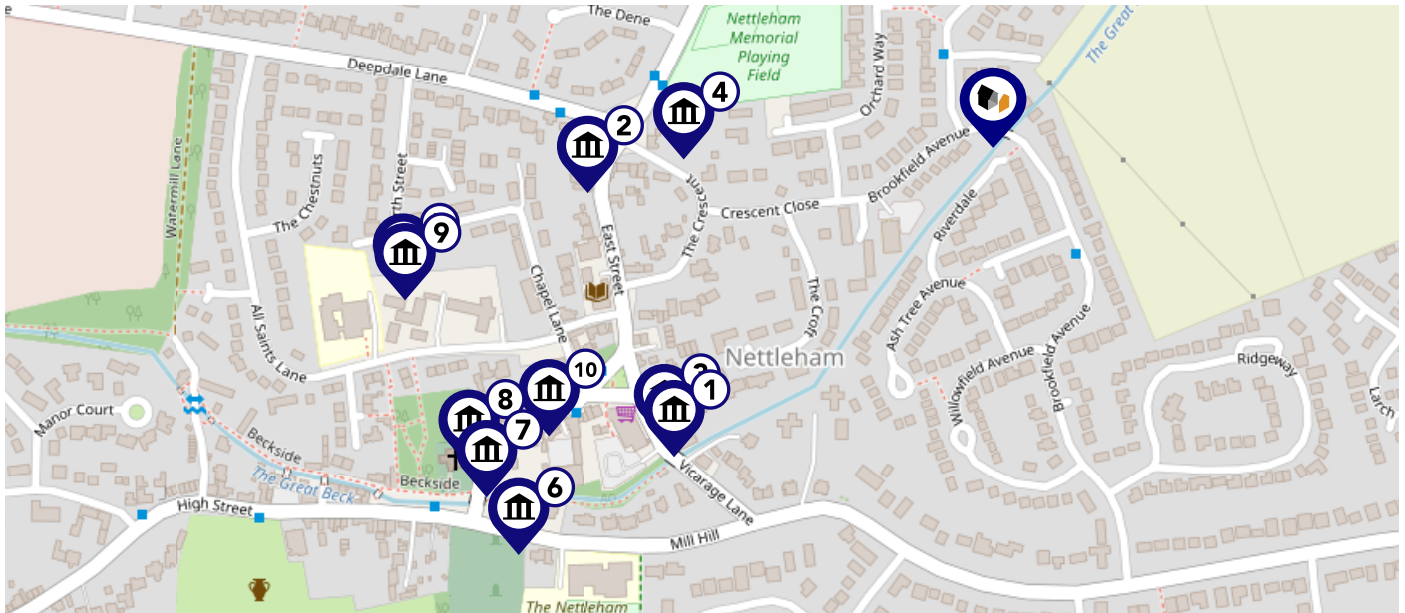 The Dene
Nettleham
Memorial
Playing
Field
The Great
Deepdale Lane
Orchard Way
4
2
Watermill Lane
The Chestnuts
rth Street
Brookfield Avenue
The Crescent
Crescent Close
Riverdale
9
East Street
Chapel Lane
The Croft
Ash Tree Avenue
All Saints Lane
Nettleham
Willowfield Avenue
Brookfield Avenue
Ridgeway
Larch
10
1
8
7
Manor Court
Beckside
The Great Beck
Beckside
6
Vicarage Lane
High Street
Mill Hill
The Nettleham